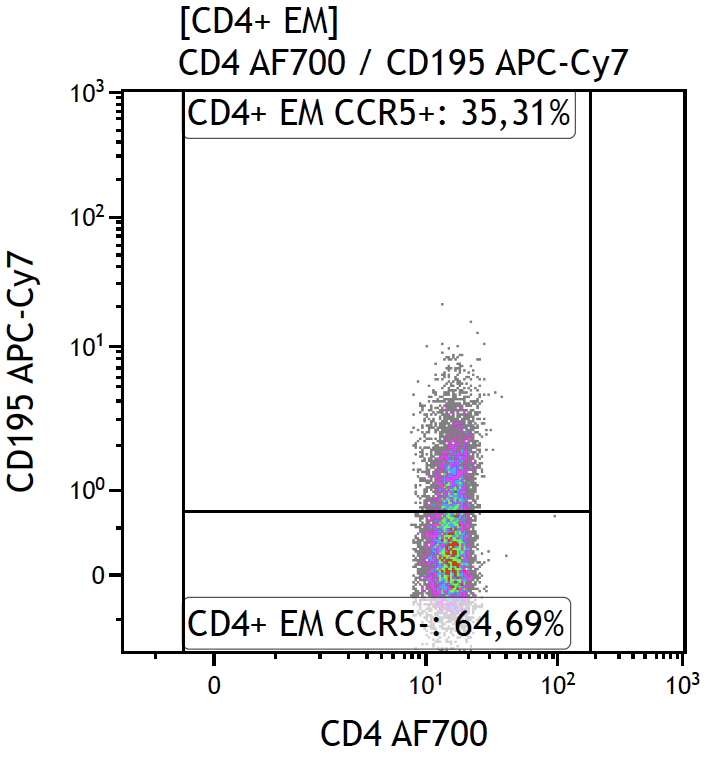 [CD4+ EM]
CD4 AF700 / CD195 APC-Cy7
10³
CD4+ EM CCR5+: 35,31%
10²
10¹
10⁰
0
CD4+ EM CCR5-: 64,69%
CD195 APC-Cy7
0
10¹
10²
10³
CD4 AF700